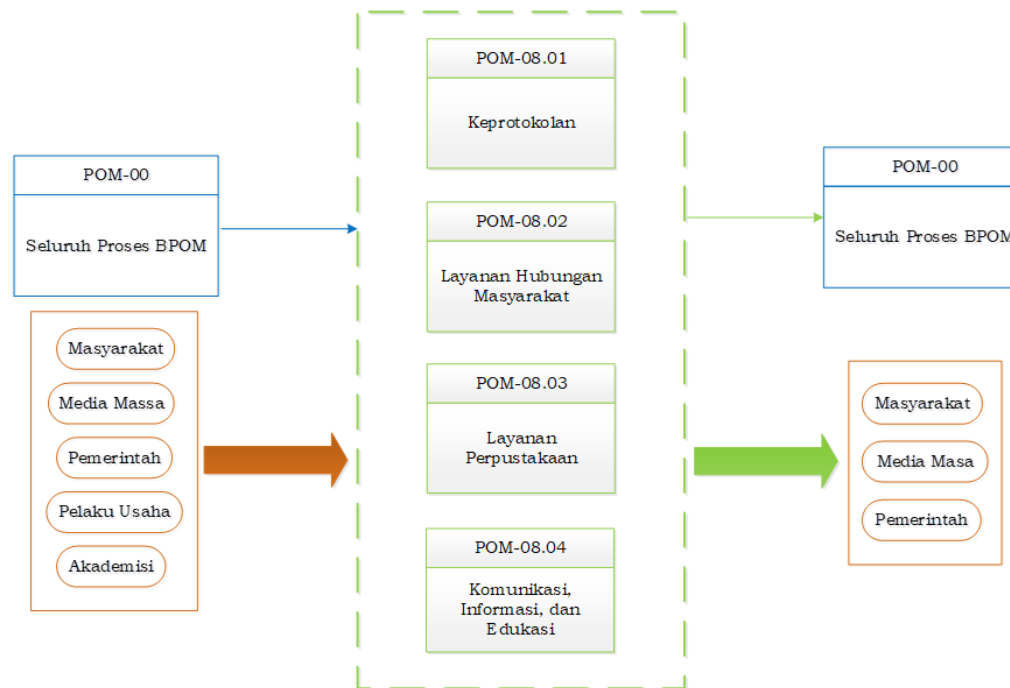 POM-00
Seluruh Proses BPOM
Masyarakat
Media Massa
Pemerintah
Pelaku Usaha
Akademisi
POM-08.01
Keprotokolan
POM-08.02
Layanan Hubungan
Masyarakat
POM-08.03
Layanan
Perpustakaan
POM-08.04
Komunikasi,
Informasi, dan
Edukasi
POM-00
Seluruh Proses BPOM
Masyarakat
Media Masa
Pemerintah